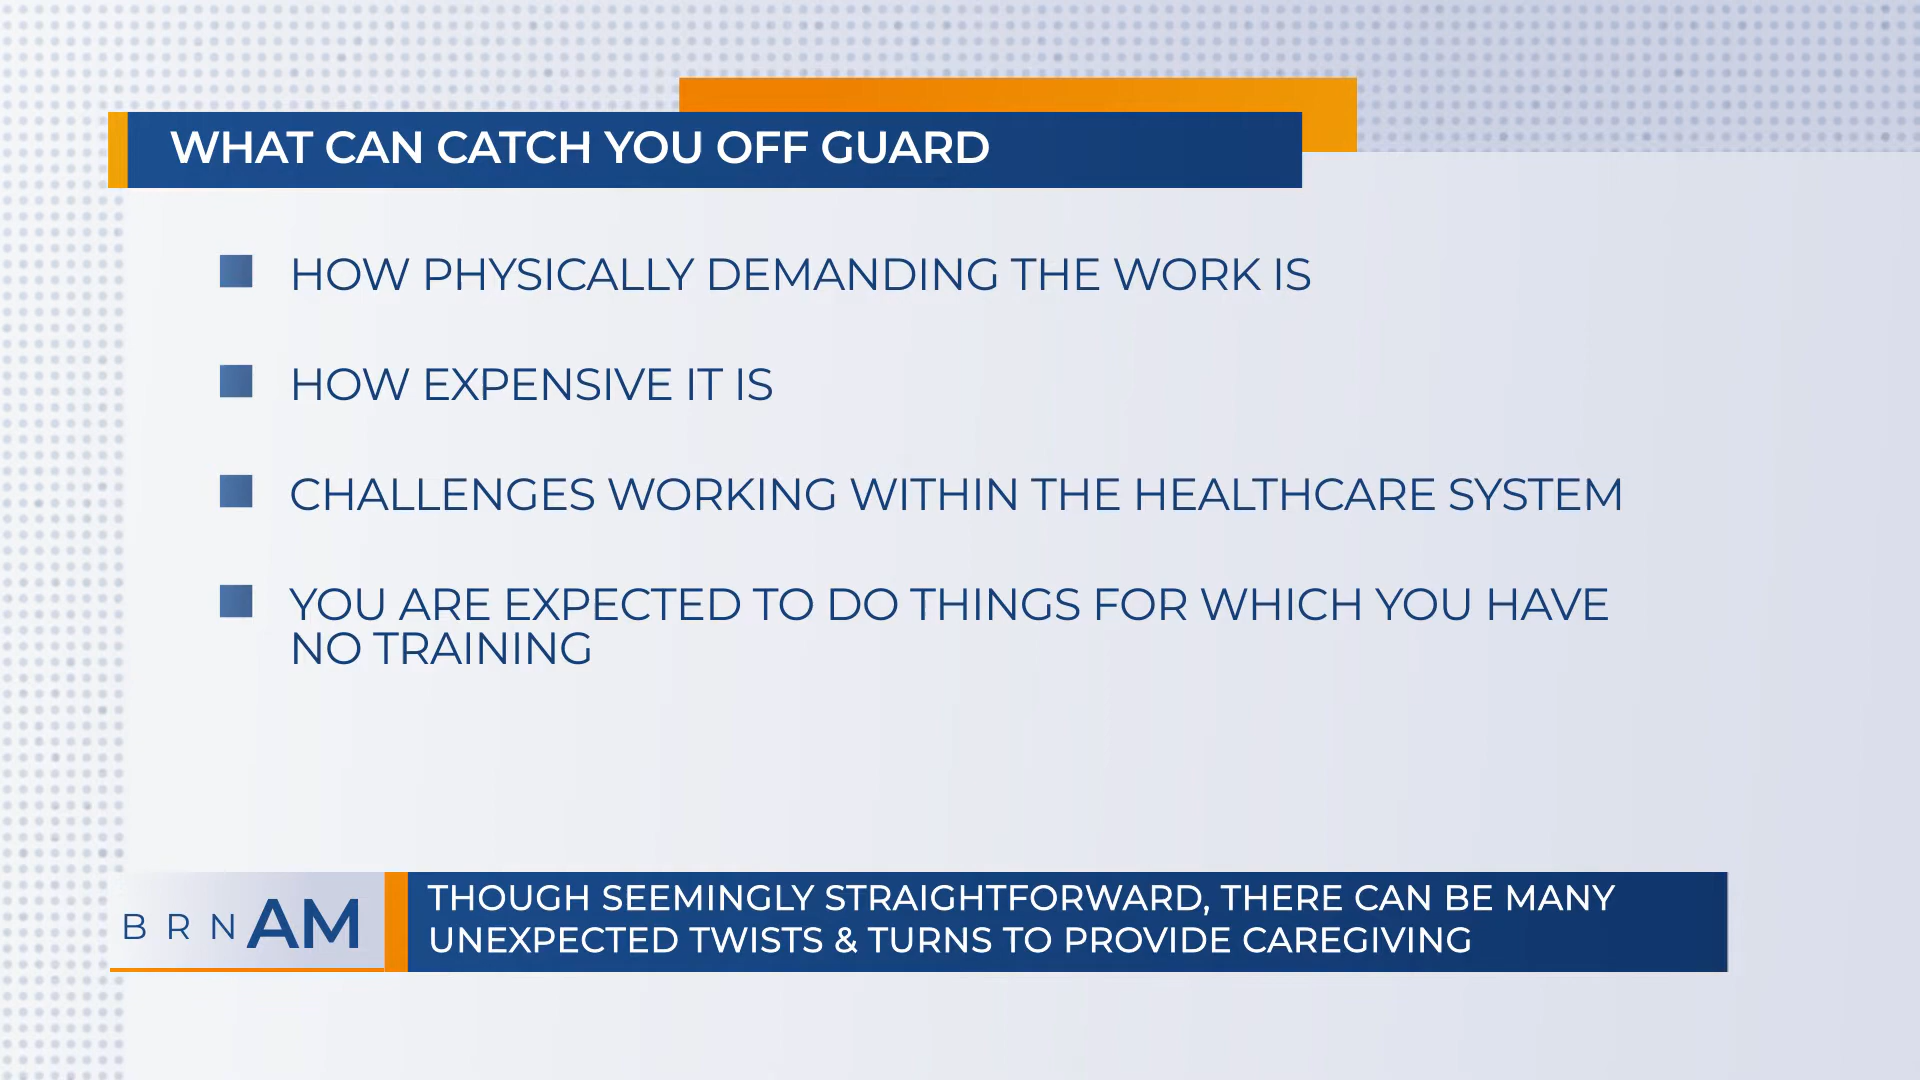 WHAT CAN CATCH YOU OFF GUARD
HOW PHYSICALLY DEMANDING THE WORK IS
HOW EXPENSIVE IT IS
CHALLENGES WORKING WITHIN THE HEALTHCARE SYSTEM
YOU ARE EXPECTED TO DO THINGS FOR WHICH YOU HAVE
NO TRAINING
BRN AM
THOUGH SEEMINGLY STRAIGHTFORWARD, THERE CAN BE MANY
UNEXPECTED TWISTS & TURNS TO PROVIDE CAREGIVING